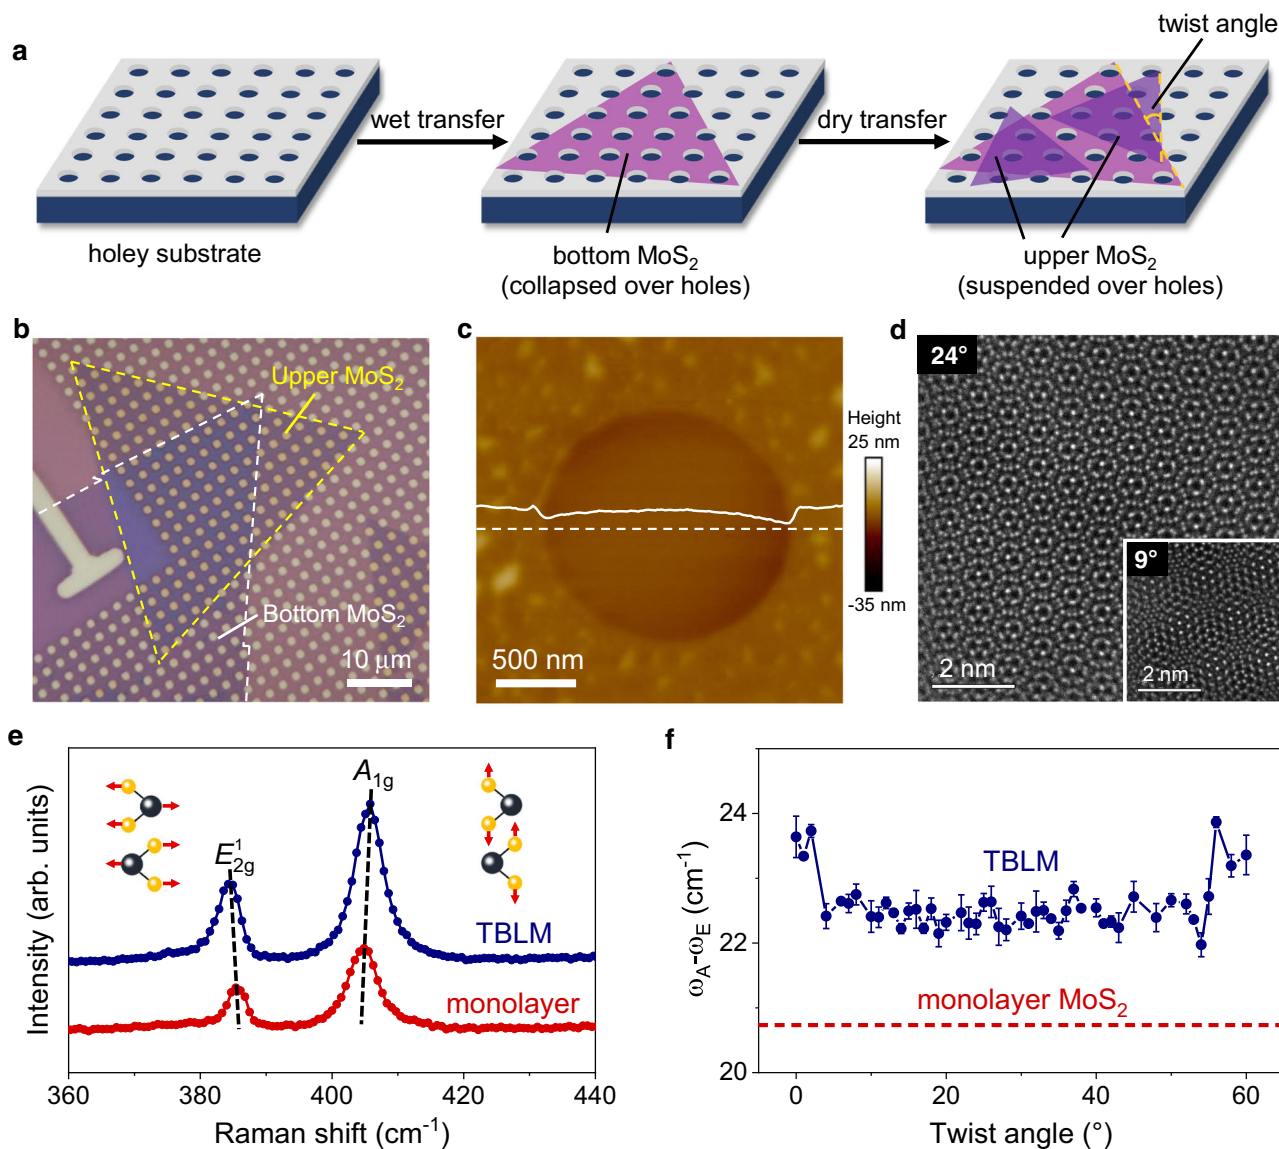 a
twist angle
wet transfer
dry transfer
holey substrate
bottom MoS₂
(collapsed over holes)
upper MoS₂
(suspended over holes)
b
Upper MoS₂
Bottom MoS₂
10 μm
c
500 nm
Height
25 nm
-35 nm
d
24°
2 nm
9°
2 nm
e
Intensity (arb. units)
E¹₂g
A₁g
TBLM
monolayer
360
380
400
420
440
Raman shift (cm⁻¹)
f
ω_A-ω_E (cm⁻¹)
24
22
20
TBLM
monolayer MoS₂
0
20
40
60
Twist angle (°)